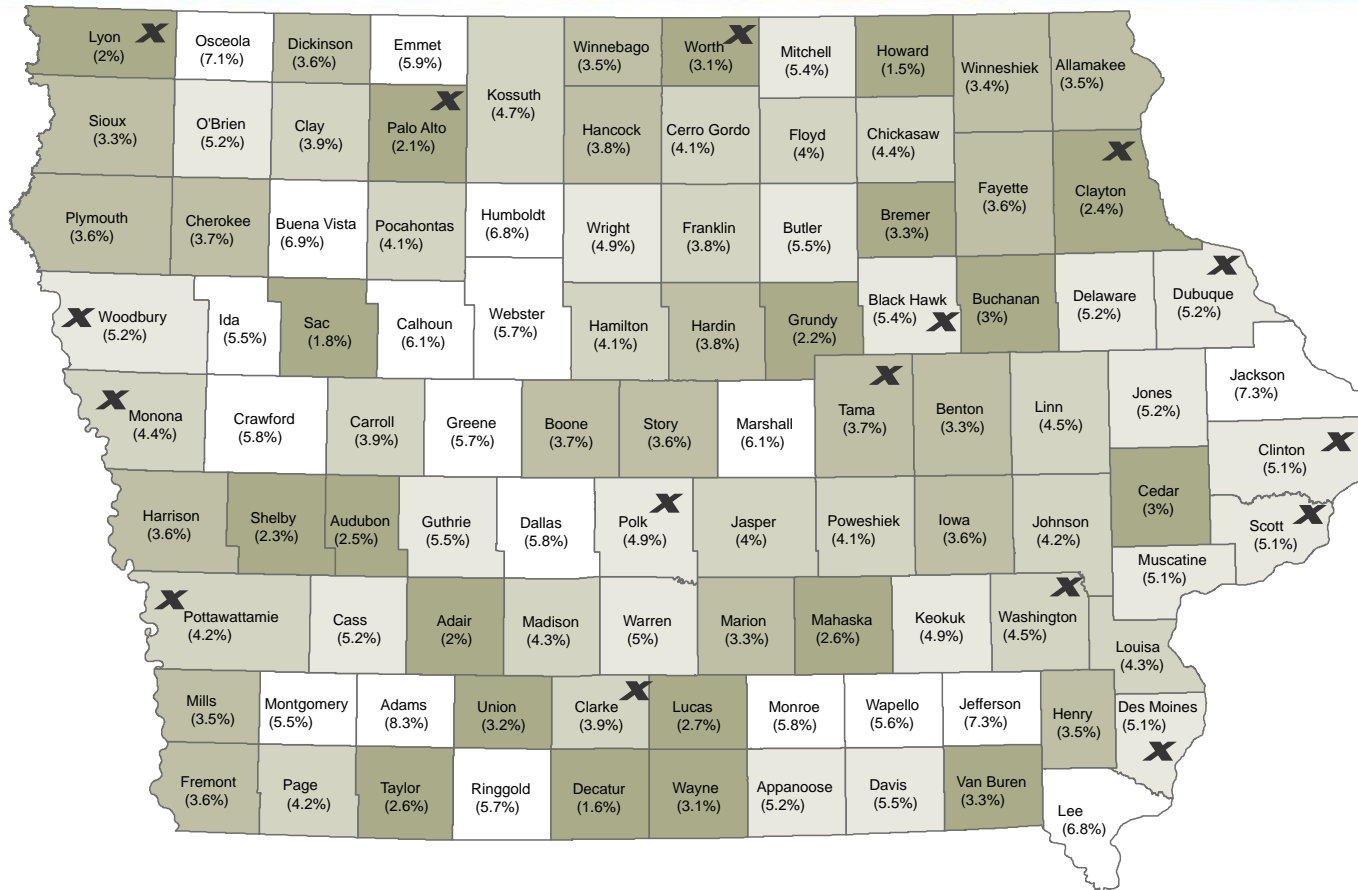 Lyon
(2%)
Osceola
(7.1%)
Dickinson
(3.6%)
Emmet
(5.9%)
Kossuth
(4.7%)
Winnebago
(3.5%)
Worth
(3.1%)
Mitchell
(5.4%)
Howard
(1.5%)
Winneshiek
(3.4%)
Allamakee
(3.5%)
Sioux
(3.3%)
O'Brien
(5.2%)
Clay
(3.9%)
Palo Alto
(2.1%)
Hancock
(3.8%)
Cerro Gordo
(4.1%)
Floyd
(4%)
Chickasaw
(4.4%)
Plymouth
(3.6%)
Cherokee
(3.7%)
Buena Vista
(6.9%)
Pocahontas
(4.1%)
Humboldt
(6.8%)
Wright
(4.9%)
Franklin
(3.8%)
Butler
(5.5%)
Bremer
(3.3%)
Fayette
(3.6%)
Clayton
(2.4%)
Woodbury
(5.2%)
Ida
(5.5%)
Sac
(1.8%)
Calhoun
(6.1%)
Webster
(5.7%)
Hamilton
(4.1%)
Hardin
(3.8%)
Grundy
(2.2%)
Black Hawk
(5.4%)
Buchanan
(3%)
Delaware
(5.2%)
Dubuque
(5.2%)
Monona
(4.4%)
Crawford
(5.8%)
Carroll
(3.9%)
Greene
(5.7%)
Boone
(3.7%)
Story
(3.6%)
Marshall
(6.1%)
Tama
(3.7%)
Benton
(3.3%)
Linn
(4.5%)
Jones
(5.2%)
Jackson
(7.3%)
Clinton
(5.1%)
Harrison
(3.6%)
Shelby
(2.3%)
Audubon
(2.5%)
Guthrie
(5.5%)
Dallas
(5.8%)
Polk
(4.9%)
Jasper
(4%)
Poweshiek
(4.1%)
Iowa
(3.6%)
Johnson
(4.2%)
Cedar
(3%)
Scott
(5.1%)
Muscatine
(5.1%)
Pottawattamie
(4.2%)
Cass
(5.2%)
Adair
(2%)
Madison
(4.3%)
Warren
(5%)
Marion
(3.3%)
Mahaska
(2.6%)
Keokuk
(4.9%)
Washington
(4.5%)
Louisa
(4.3%)
Mills
(3.5%)
Montgomery
(5.5%)
Adams
(8.3%)
Union
(3.2%)
Clarke
(3.9%)
Lucas
(2.7%)
Monroe
(5.8%)
Wapello
(5.6%)
Jefferson
(7.3%)
Henry
(3.5%)
Des Moines
(5.1%)
Fremont
(3.6%)
Page
(4.2%)
Taylor
(2.6%)
Ringgold
(5.7%)
Decatur
(1.6%)
Wayne
(3.1%)
Appanoose
(5.2%)
Davis
(5.5%)
Van Buren
(3.3%)
Lee
(6.8%)